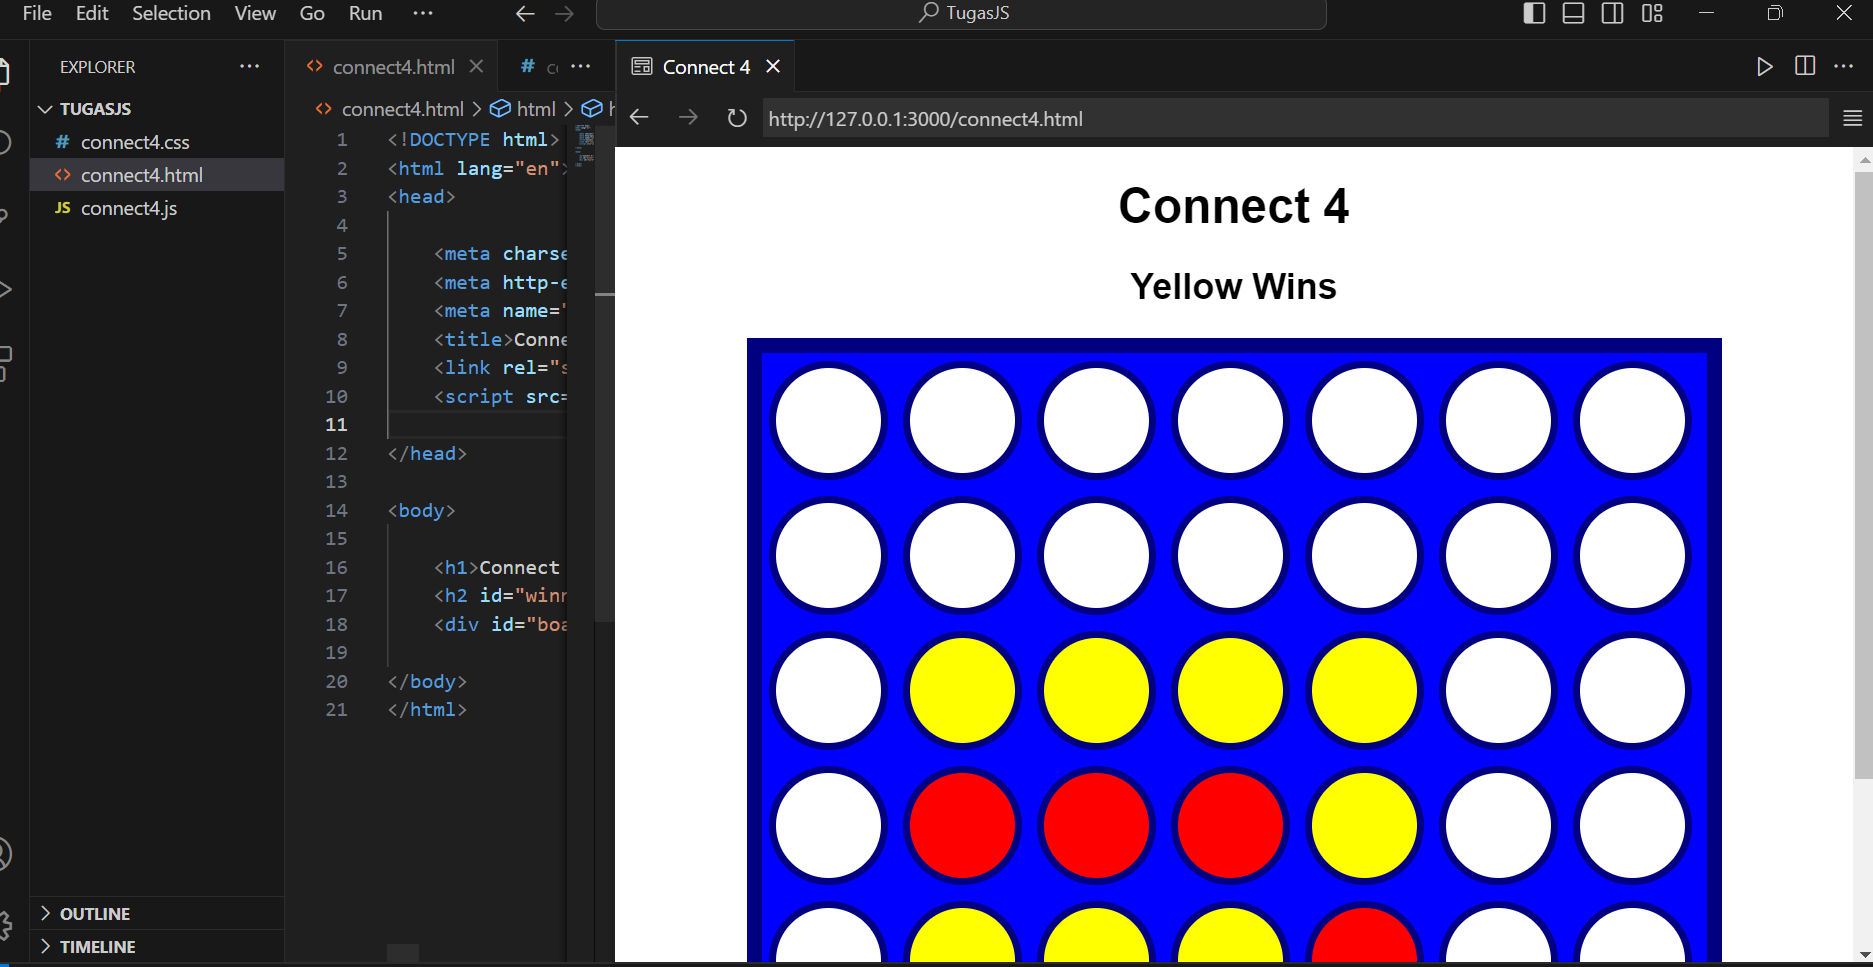 File Edit Selection View Go Run ···
TugasJS
EXPLORER ···
TUGASJS
# connect4.css
<> connect4.html
JS connect4.js
OUTLINE
TIMELINE
<> connect4.html # ···
<> connect4.html > html >
1 <!DOCTYPE html>
2 <html lang="en">
3 <head>
4
5 <meta charse
6 <meta http-e
7 <meta name="
8 <title>Conne
9 <link rel="s
10 <script src=
11
12 </head>
13
14 <body>
15
16 <h1>Connect
17 <h2 id="winn
18 <div id="boa
19
20 </body>
21 </html>
Connect 4
http://127.0.0.1:3000/connect4.html
Connect 4
Yellow Wins